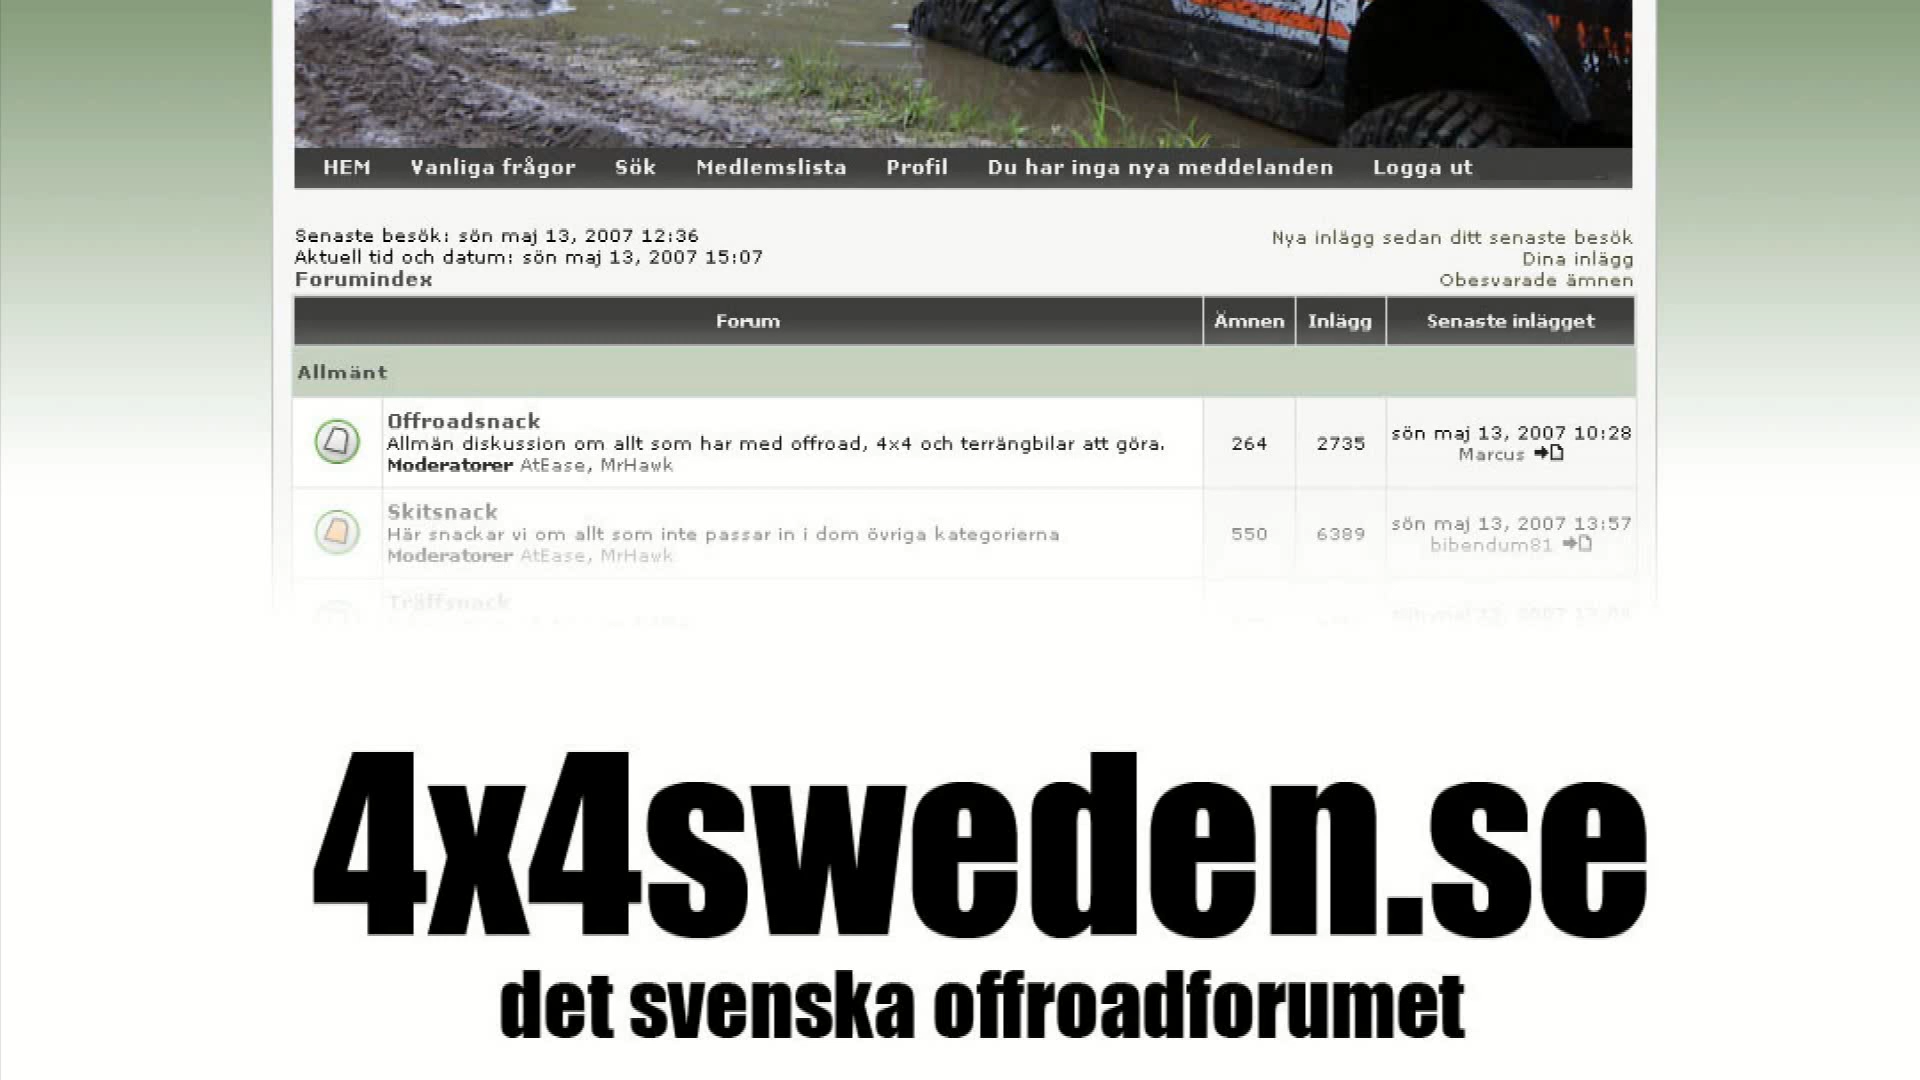 HEM Vanliga frågor Sök Medlemslista Profil Du har inga nya meddelanden Logga ut
Senaste besök: sön maj 13, 2007 12:36
Aktuell tid och datum: sön maj 13, 2007 15:07
Forumindex
Nya inlägg sedan ditt senaste besök
Dina inlägg
Obesvarade ämnen
Forum Ämnen Inlägg Senaste inlägget
Allmänt
Offroadsnack
Allmän diskussion om allt som har med offroad, 4x4 och terrängbilar att göra.
Moderatorer AtEase, MrHawk
264 2735
sön maj 13, 2007 10:28
Marcus
Skitsnack
Här snackar vi om allt som inte passar in i dom övriga kategorierna
Moderatorer AtEase, MrHawk
550 6389
sön maj 13, 2007 13:57
bibendum81
Träffsnack
4x4sweden.se
det svenska offroadforumet